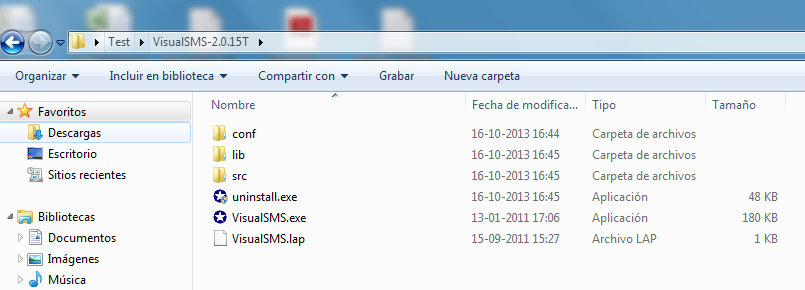 Test VisualSMS-2.0.15T
Organizar Incluir en biblioteca Compartir con Grabar Nueva carpeta
Favoritos
Descargas
Escritorio
Sitios recientes
Bibliotecas
Documentos
Imágenes
Música
Nombre Fecha de modifica... Tipo Tamaño
conf 16-10-2013 16:44 Carpeta de archivos
lib 16-10-2013 16:45 Carpeta de archivos
src 16-10-2013 16:45 Carpeta de archivos
uninstall.exe 16-10-2013 16:45 Aplicación 48 KB
VisualSMS.exe 13-01-2011 17:06 Aplicación 180 KB
VisualSMS.lap 15-09-2011 15:27 Archivo LAP 1 KB